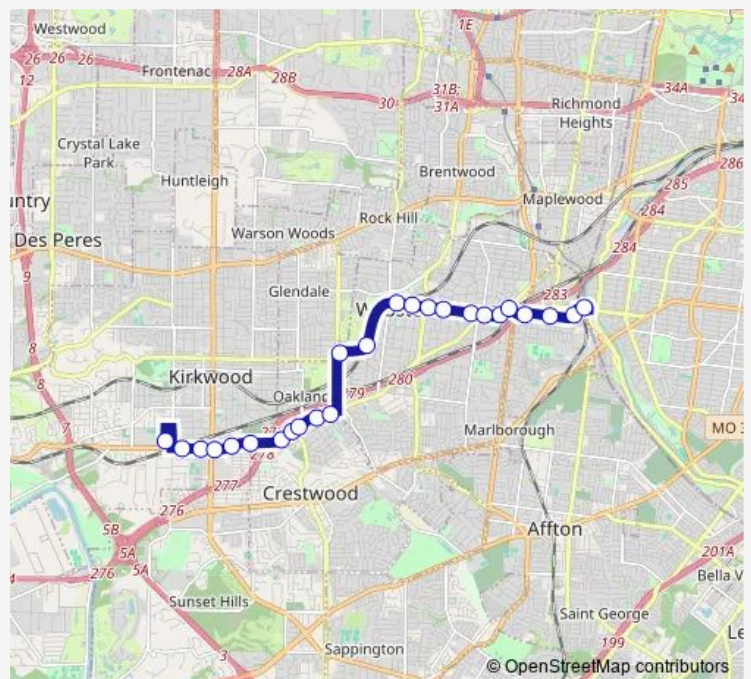 Westwood
1E
26 26 26
12
Frontenac
28A
28B
31B;
31A
30
34A
34
Richmond
Heights
Crystal Lake
Park
Huntleigh
Brentwood
286
285
untry
Maplewood
284
Rock Hill
Des Peres
Warson Woods
284
9
Glendale
283
W
8
8
Kirkwood
280
Oakland
279
7
278
Marlborough
MO 3
277
Crestwood
276
5B
5A
Affton
276
5A
201A
4
Bella V
Sunset Hills
Saint George
Le
199
3
Sappington
© OpenStreetMap contributors